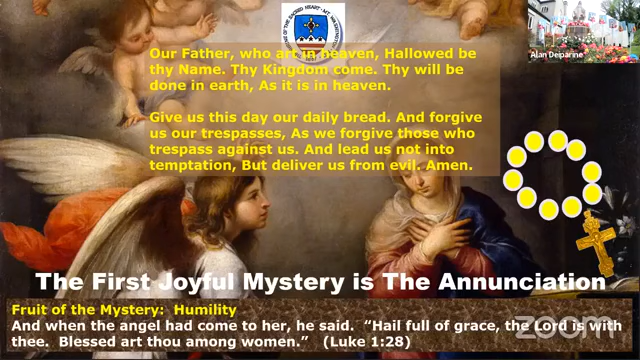 Our Father, who art in heaven, Hallowed be
thy Name. Thy Kingdom come. Thy will be
done in earth, As it is in heaven.
Give us this day our daily bread. And forgive
us our trespasses, As we forgive those who
trespass against us. And lead us not into
temptation, But deliver us from evil. Amen.
Alan Deiparine
The First Joyful Mystery is The Annunciation
Fruit of the Mystery:  Humility
And when the angel had come to her, he said.  “Hail full of grace, the Lord is with
thee.  Blessed art thou among women.”   (Luke 1:28)
zoom